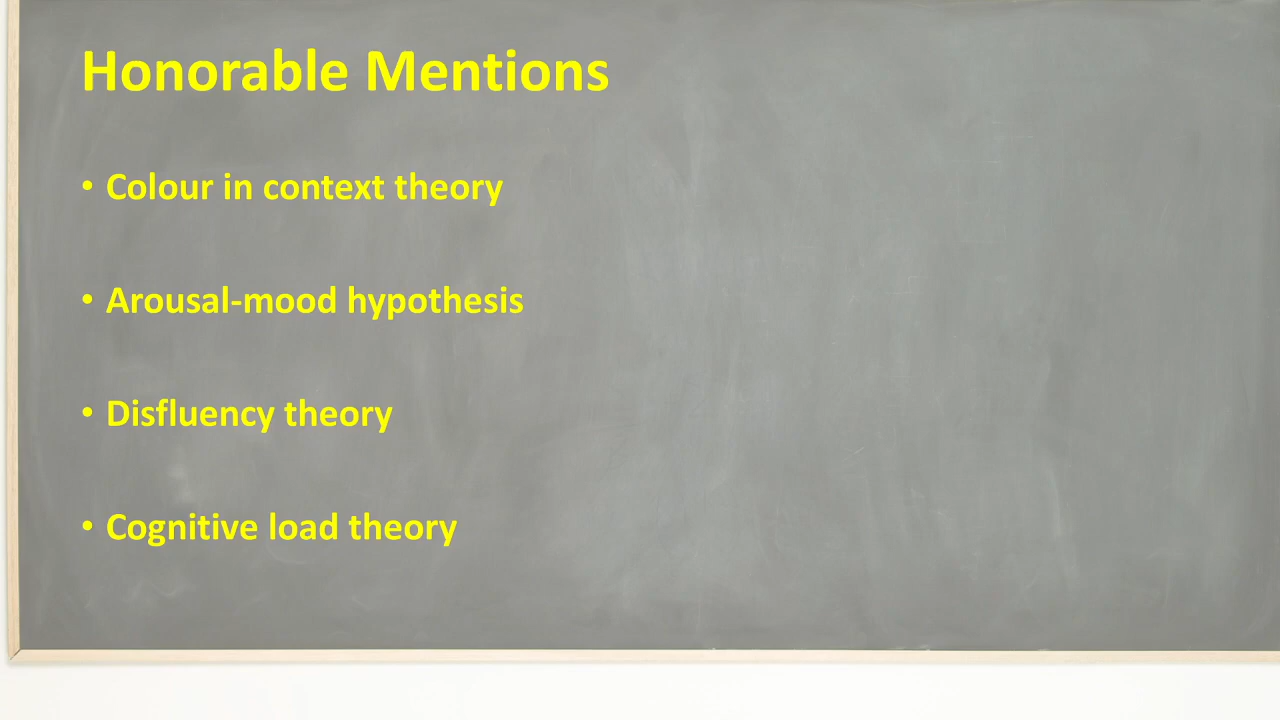 Honorable Mentions
• Colour in context theory
• Arousal-mood hypothesis
• Disfluency theory
• Cognitive load theory